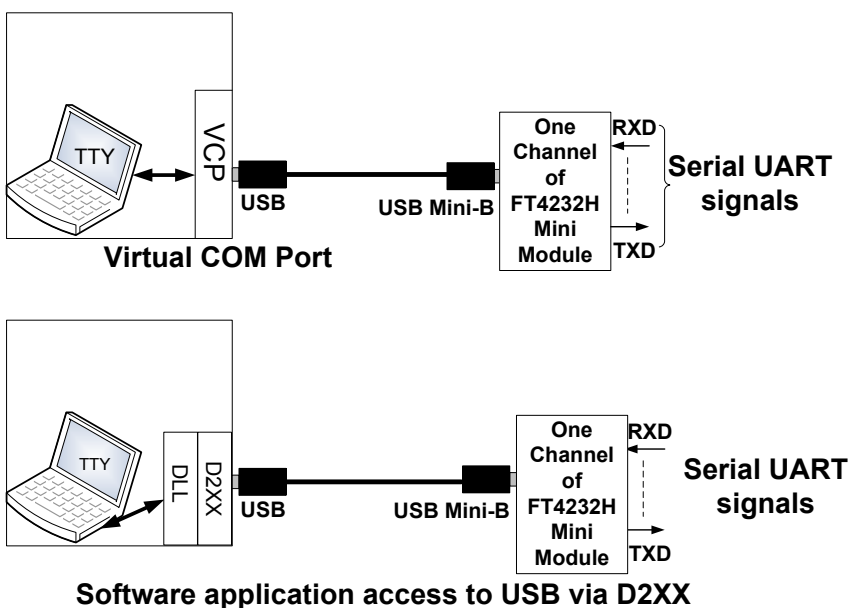 TTY
VCP
USB
USB Mini-B
One
Channel
of
FT4232H
Mini
Module
RXD
TXD
Serial UART
signals
Virtual COM Port
TTY
DLL
D2XX
USB
USB Mini-B
One
Channel
of
FT4232H
Mini
Module
RXD
TXD
Serial UART
signals
Software application access to USB via D2XX